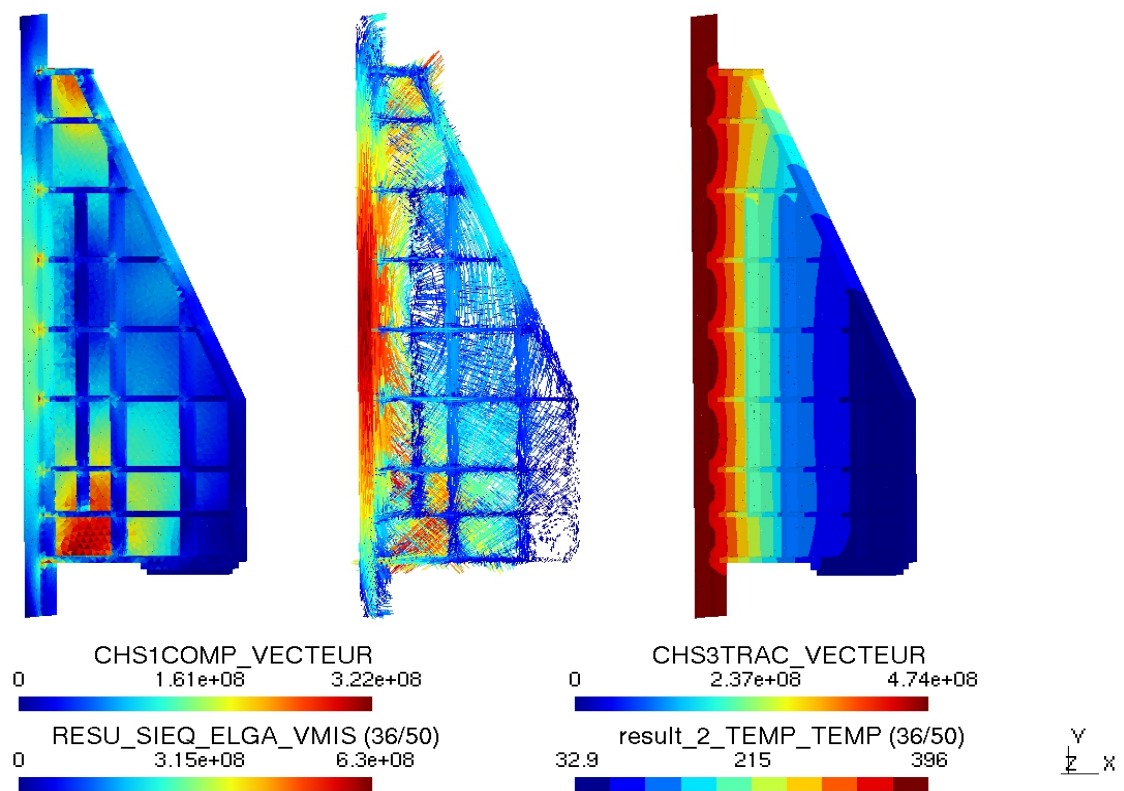 CHS1COMP_VECTEUR
0 1.61e+08 3.22e+08
RESU_SIEQ_ELGA_VMIS (36/50)
0 3.15e+08 6.3e+08
CHS3TRAC_VECTEUR
0 2.37e+08 4.74e+08
result_2_TEMP_TEMP (36/50)
32.9 215 396
Y
Z X